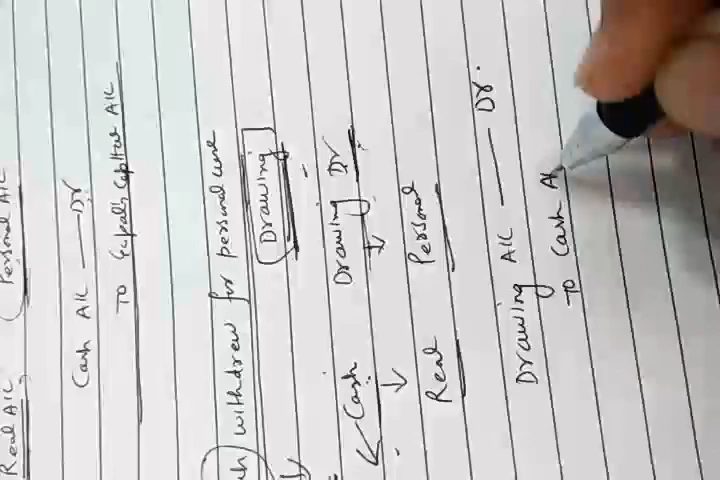 Real A/C, (Personal A/C
Cash A/C —— Dr
To Gopal's Capital A/C
withdrew for personal use
Drawing
Cash Drawing Dr
Real Personal
Drawing A/C —— Dr.
To Cash A/